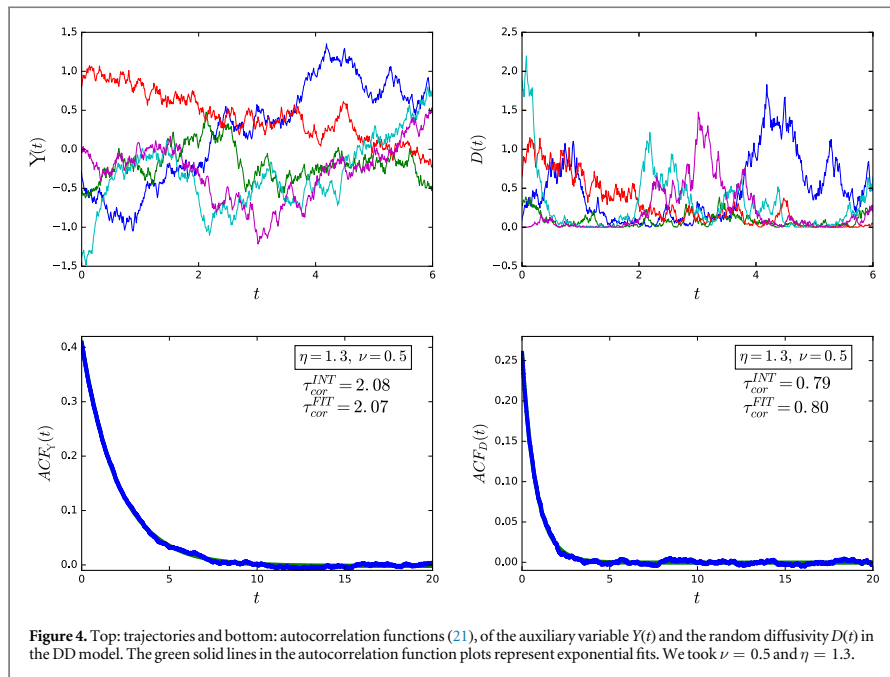 1.5
1.0
0.5
0.0
−0.5
−1.0
−1.5
Y(t)
0 2 4 6
t
2.5
2.0
1.5
1.0
0.5
0.0
−0.5
D(t)
0 2 4 6
t
0.4
0.3
0.2
0.1
0.0
ACF_Y(t)
η = 1.3, ν = 0.5
τ_cor^INT = 2.08
τ_cor^FIT = 2.07
0 5 10 15 20
t
0.25
0.20
0.15
0.10
0.05
0.00
ACF_D(t)
η = 1.3, ν = 0.5
τ_cor^INT = 0.79
τ_cor^FIT = 0.80
0 5 10 15 20
t
Figure 4. Top: trajectories and bottom: autocorrelation functions (21), of the auxiliary variable Y(t) and the random diffusivity D(t) in
the DD model. The green solid lines in the autocorrelation function plots represent exponential fits. We took ν = 0.5 and η = 1.3.